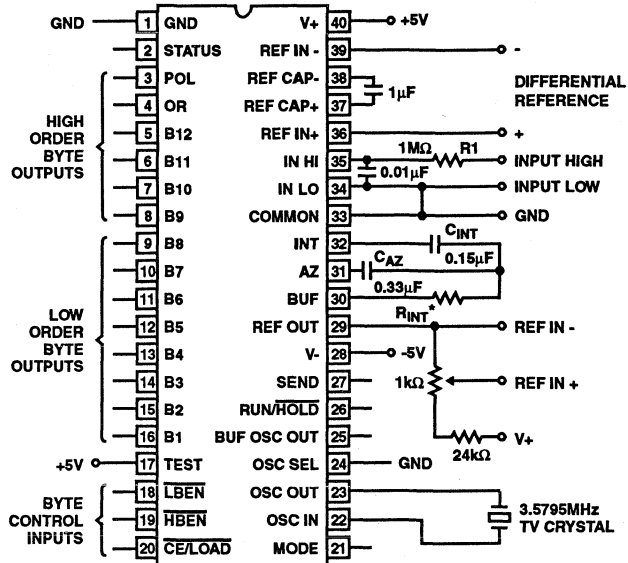 GND 1 GND V+ 40 +5V
2 STATUS REF IN - 39 -
3 POL REF CAP- 38
1µF
DIFFERENTIAL
REFERENCE
4 OR REF CAP+ 37
HIGH
ORDER
BYTE
OUTPUTS
5 B12 REF IN+ 36 +
1MΩ R1
6 B11 IN HI 35 INPUT HIGH
0.01µF
7 B10 IN LO 34 INPUT LOW
8 B9 COMMON 33 GND
9 B8 INT 32 CINT
0.15µF
10 B7 AZ 31 CAZ
0.33µF
11 B6 BUF 30
RINT*
LOW
ORDER
BYTE
OUTPUTS
12 B5 REF OUT 29 REF IN -
13 B4 V- 28 -5V
14 B3 SEND 27 1kΩ REF IN +
15 B2 RUN/HOLD 26
16 B1 BUF OSC OUT 25 V+
24kΩ
+5V 17 TEST OSC SEL 24 GND
BYTE
CONTROL
INPUTS
18 LBEN OSC OUT 23
3.5795MHz
TV CRYSTAL
19 HBEN OSC IN 22
20 CE/LOAD MODE 21